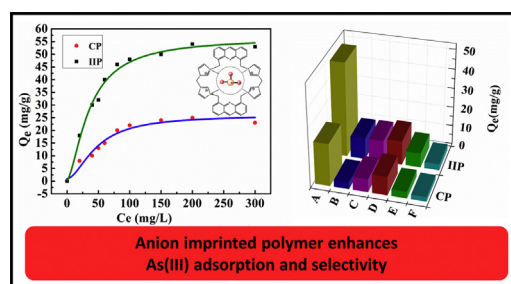 60
55
50
45
40
35
30
25
20
15
10
5
0
-5
Qe (mg/g)
CP
IIP
0 50 100 150 200 250 300
Ce (mg/L)
50
40
30
20
10
0
Qe(mg/g)
IIP
CP
A
B
C
D
E
F
Anion imprinted polymer enhances
As(III) adsorption and selectivity